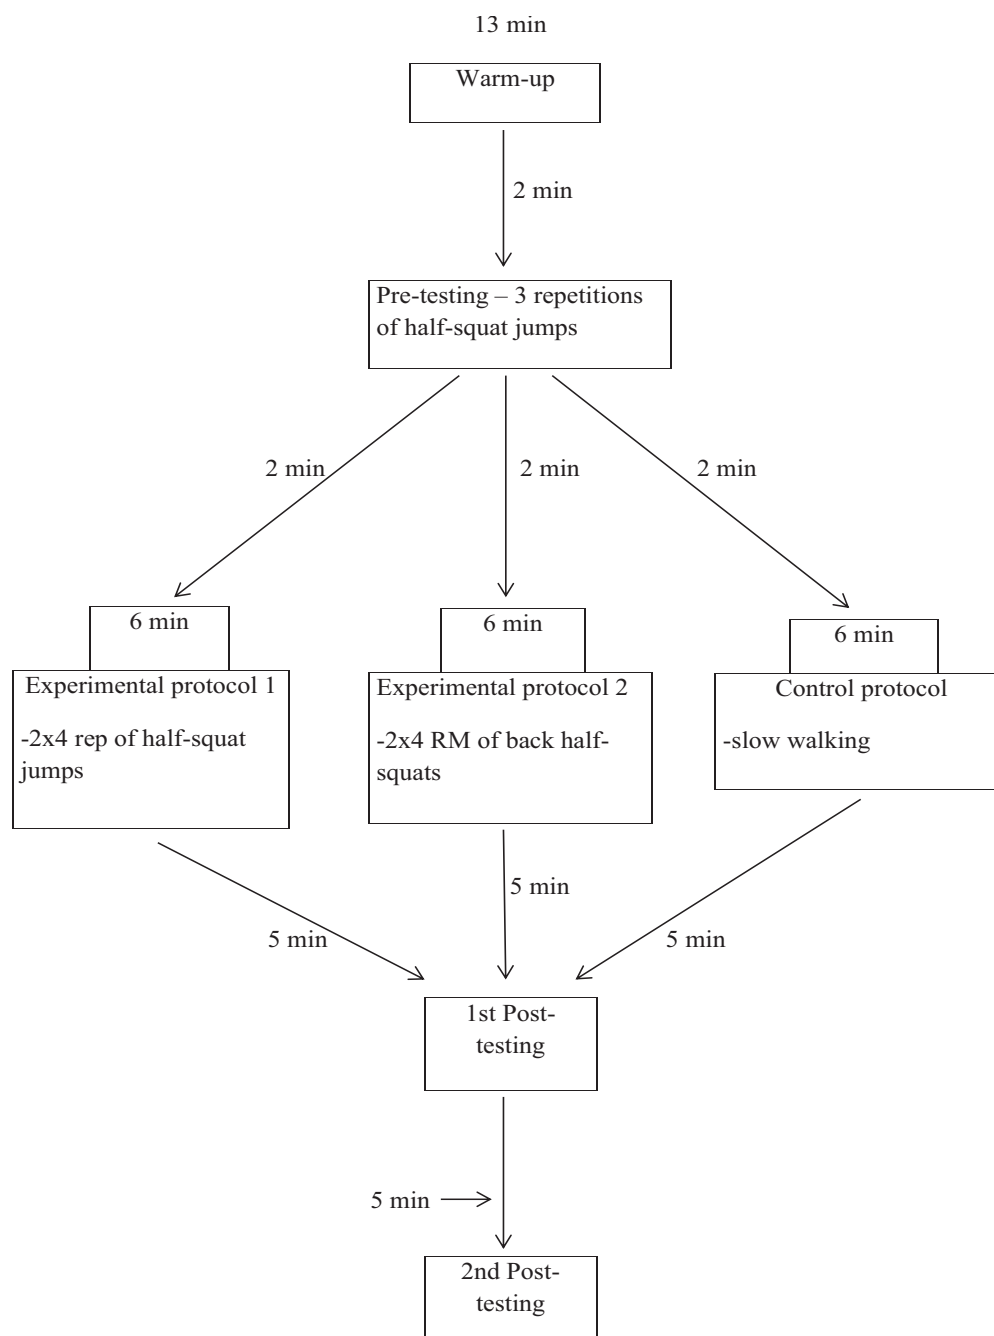 13 min
Warm-up
2 min
Pre-testing – 3 repetitions
of half-squat jumps
2 min
2 min
2 min
6 min
Experimental protocol 1
-2x4 rep of half-squat
jumps
6 min
Experimental protocol 2
-2x4 RM of back half-
squats
6 min
Control protocol
-slow walking
5 min
5 min
5 min
1st Post-
testing
5 min
2nd Post-
testing